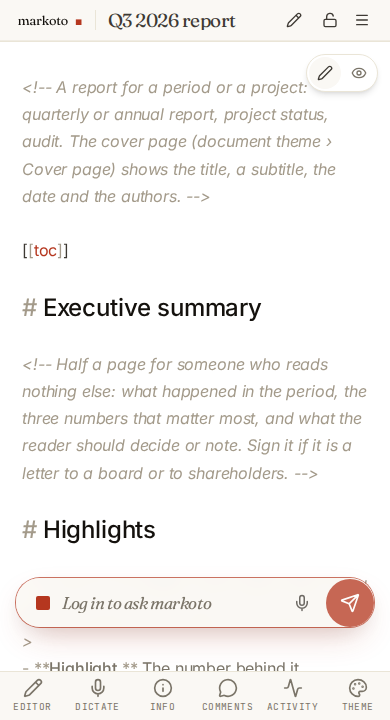 markoto
Q3 2026 report
<!-- A report for a period or a project:
quarterly or annual report, project status,
audit. The cover page (document theme ›
Cover page) shows the title, a subtitle, the
date and the authors. -->
[[toc]]
# Executive summary
<!-- Half a page for someone who reads
nothing else: what happened in the period, the
three numbers that matter most, and what the
reader should decide or note. Sign it if it is a
letter to a board or to shareholders. -->
# Highlights
Log in to ask markoto
>
- **Highlight.** The number behind it
EDITOR
DICTATE
INFO
COMMENTS
ACTIVITY
THEME